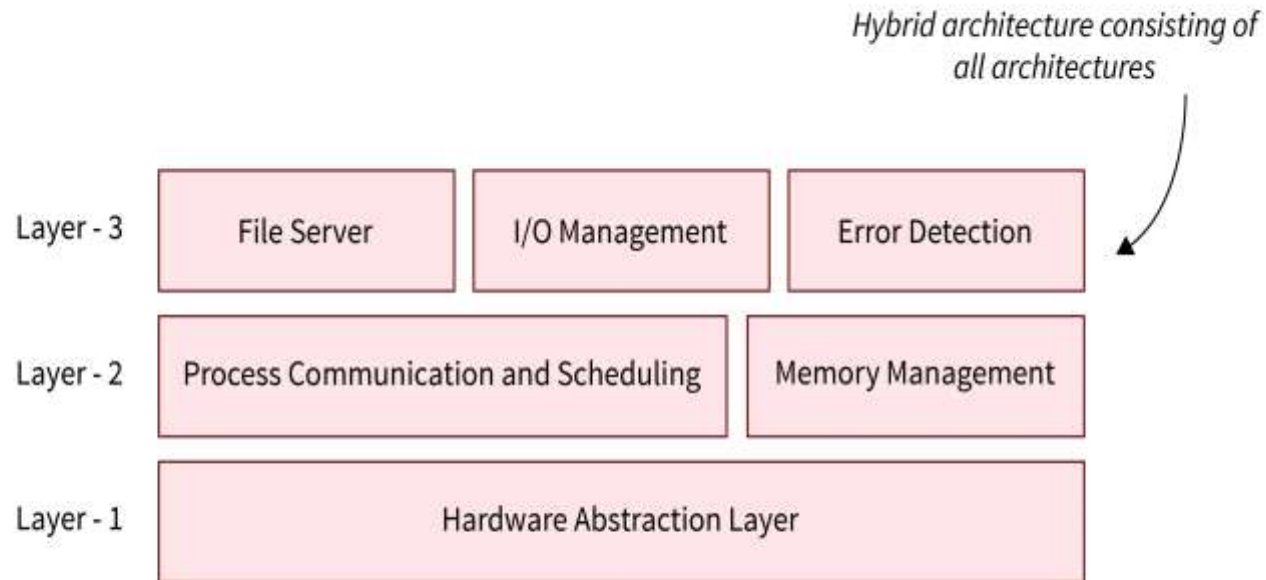 Hybrid architecture consisting of
all architectures
Layer - 3
File Server
I/O Management
Error Detection
Layer - 2
Process Communication and Scheduling
Memory Management
Layer - 1
Hardware Abstraction Layer